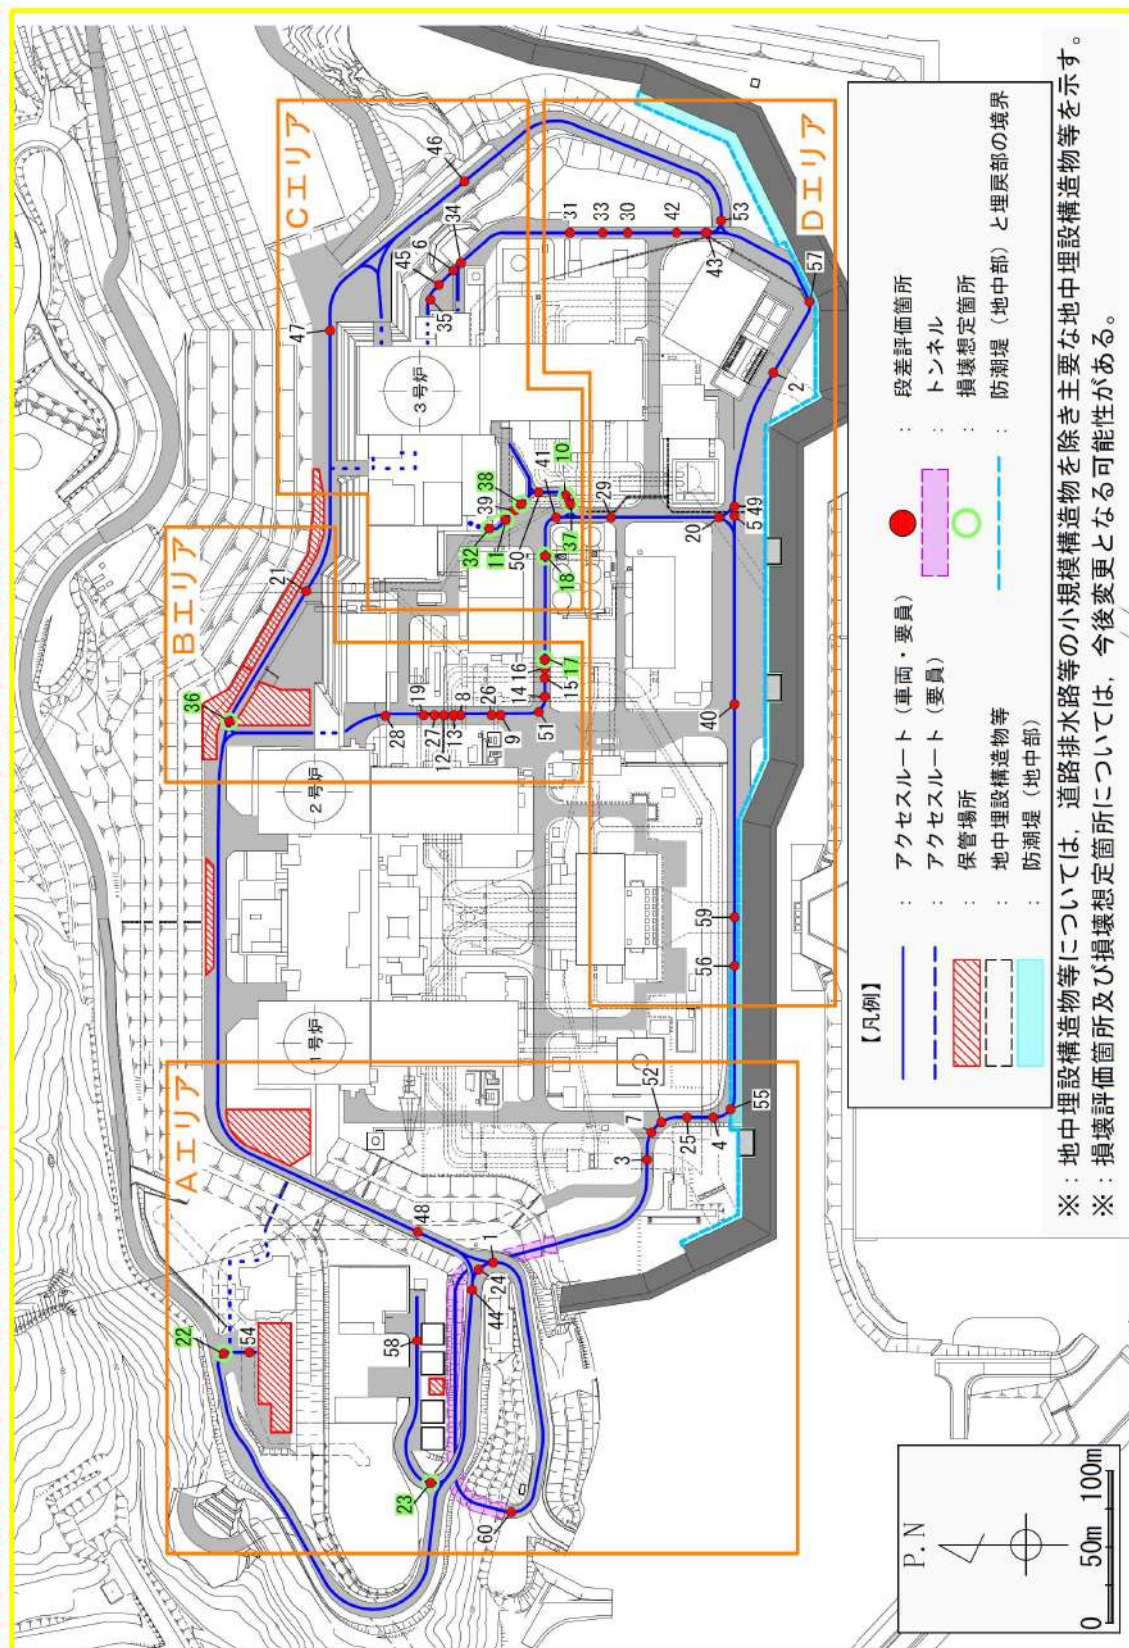 Aエリア
Bエリア
Cエリア
Dエリア
1号炉
2号炉
3号炉
22
54
58
23
60
44
24
1
48
3
7
52
25
4
55
36
21
28
19
27
12
13
8
26
9
51
14
15
16
17
18
47
46
34
6
45
35
32
11
39
38
50
41
10
37
29
31
33
30
42
43
53
57
2
20
5
49
40
59
56
P.N
0 50m 100m
【凡例】
: アクセスルート（車両・要員）
: アクセスルート（要員）
: 保管場所
: 地中埋設構造物等
: 防潮堤（地中部）
: 段差評価箇所
: トンネル
: 損壊想定箇所
: 防潮堤（地中部）と埋戻部の境界
※：地中埋設構造物等については，道路排水路等の小規模構造物を除き主要な地中埋設構造物等を示す。
※：損壊評価箇所及び損壊想定箇所については，今後変更となる可能性がある。